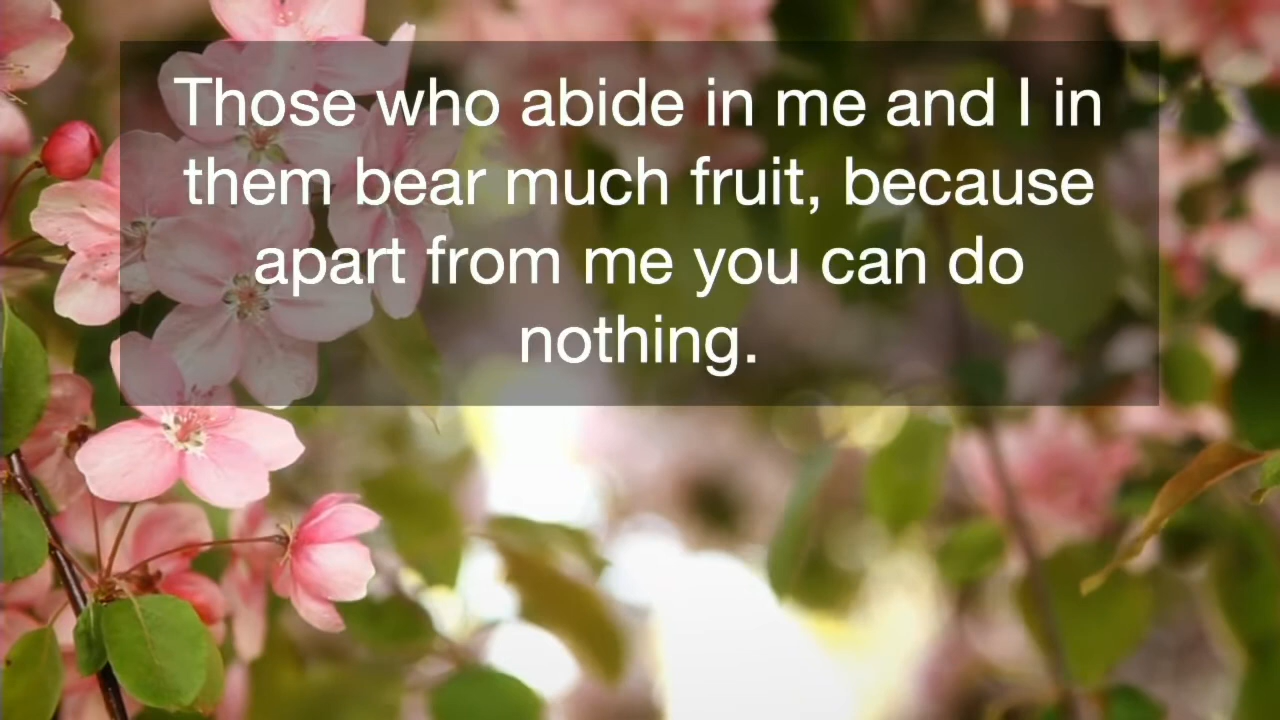 Those who abide in me and I in
them bear much fruit, because
apart from me you can do
nothing.